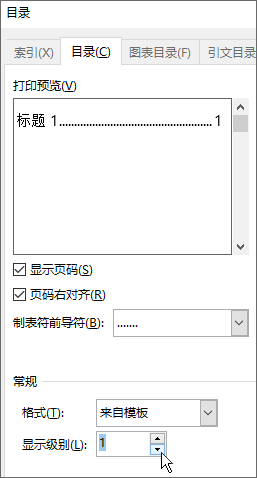 目录
索引(X) 目录(C) 图表目录(F) 引文目录
打印预览(V)
标题 1.....................................................1
显示页码(S)
页码右对齐(R)
制表符前导符(B): .......
常规
格式(T): 来自模板
显示级别(L): 1